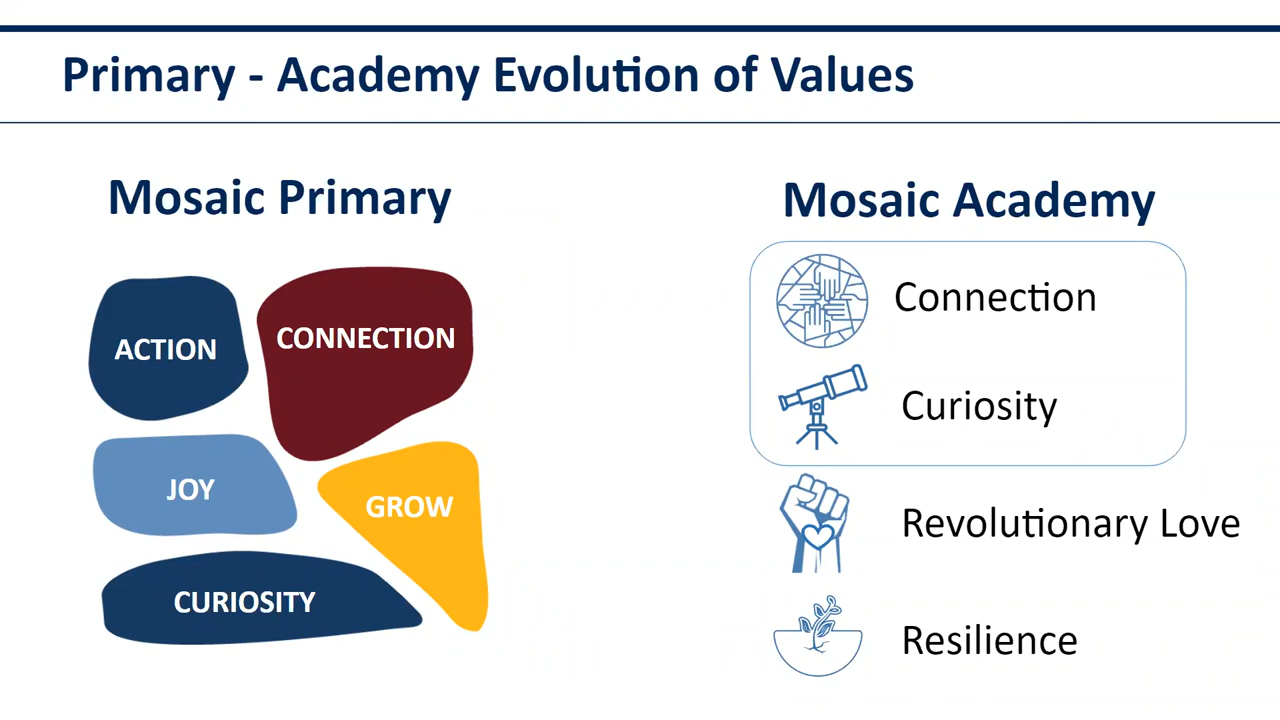 Primary - Academy Evolution of Values
Mosaic Primary
ACTION
CONNECTION
JOY
GROW
CURIOSITY
Mosaic Academy
Connection
Curiosity
Revolutionary Love
Resilience